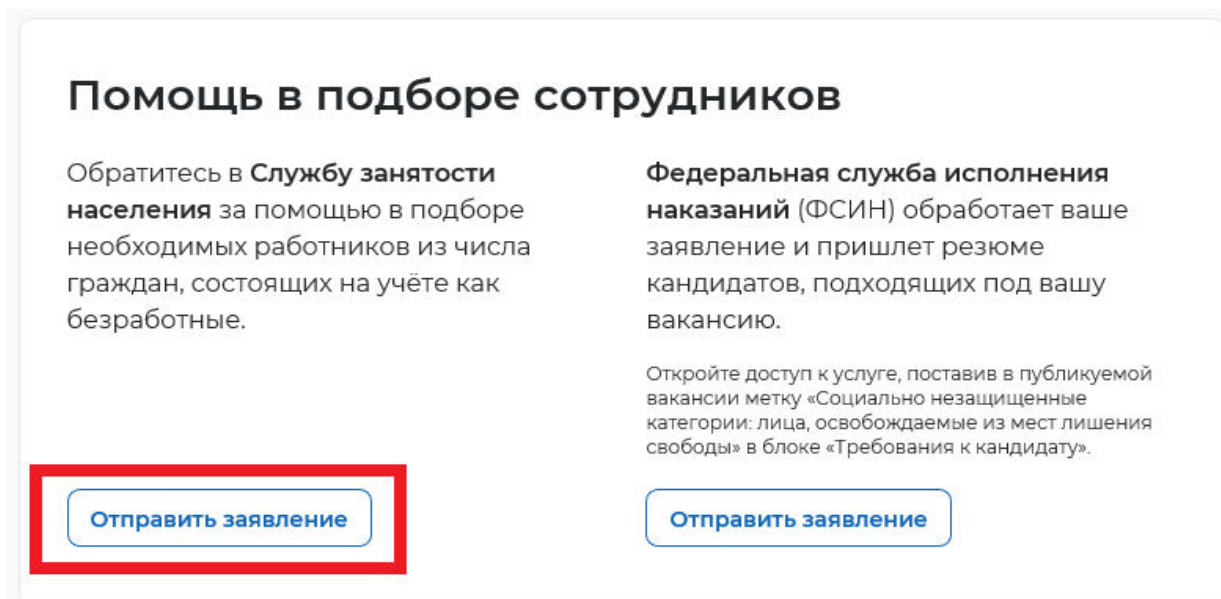 Помощь в подборе сотрудников
Обратитесь в Службу занятости
населения за помощью в подборе
необходимых работников из числа
граждан, состоящих на учёте как
безработные.
Отправить заявление
Федеральная служба исполнения
наказаний (ФСИН) обработает ваше
заявление и пришлет резюме
кандидатов, подходящих под вашу
вакансию.
Откройте доступ к услуге, поставив в публикуемой
вакансии метку «Социально незащищенные
категории: лица, освобождаемые из мест лишения
свободы» в блоке «Требования к кандидату».
Отправить заявление